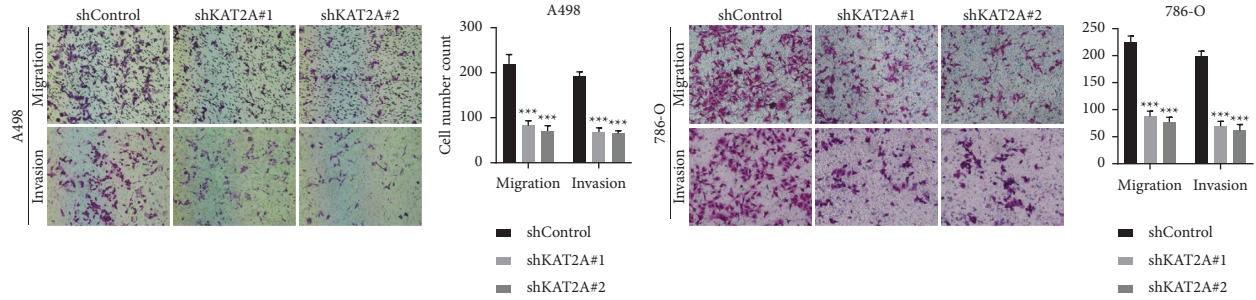 shControl shKAT2A#1 shKAT2A#2
A498
Migration
Invasion
A498
Cell number count
300
200
100
0
*** ***
*** ***
Migration Invasion
shControl
shKAT2A#1
shKAT2A#2
shControl shKAT2A#1 shKAT2A#2
786-O
Migration
Invasion
786-O
250
200
150
100
50
0
*** ***
*** ***
Migration Invasion
shControl
shKAT2A#1
shKAT2A#2